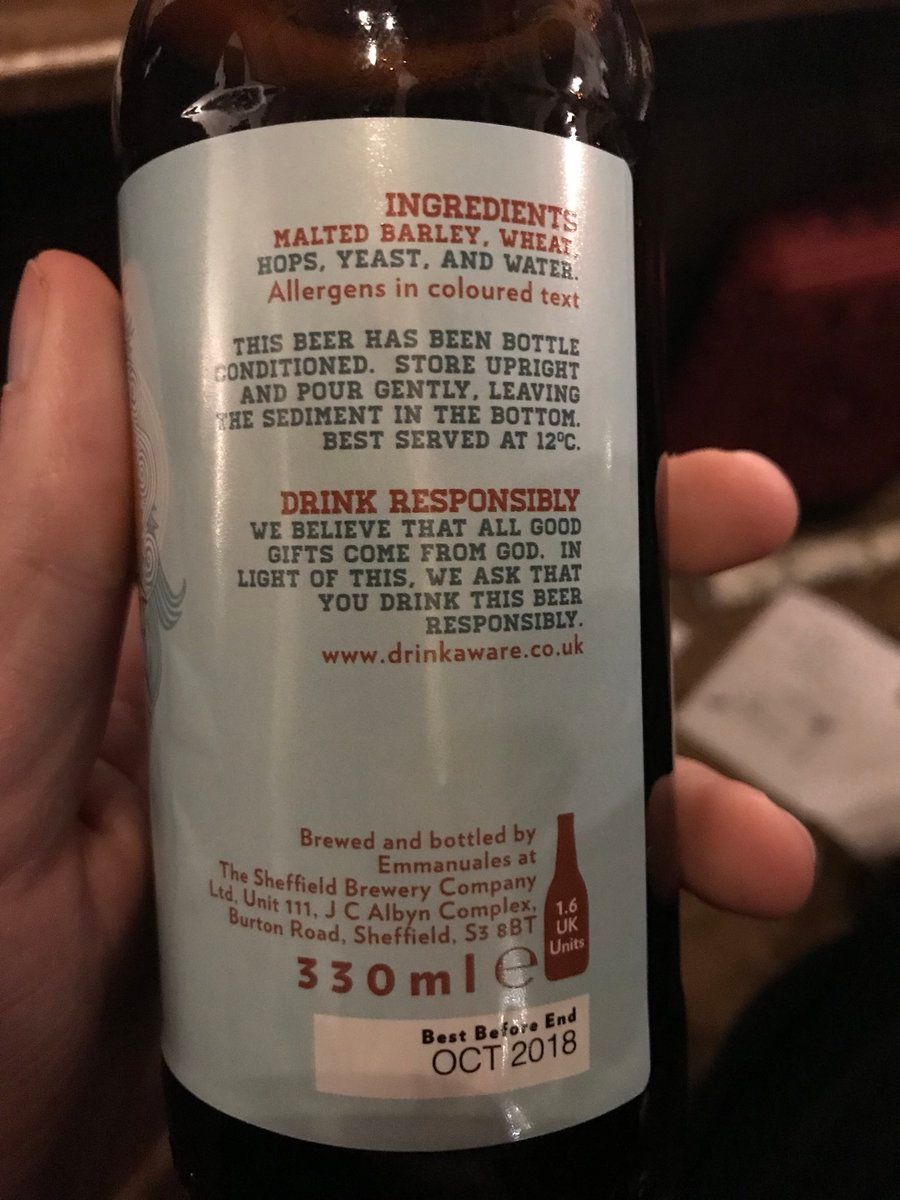 INGREDIENTS
MALTED BARLEY, WHEAT,
HOPS, YEAST, AND WATER.
Allergens in coloured text
THIS BEER HAS BEEN BOTTLE
CONDITIONED. STORE UPRIGHT
AND POUR GENTLY, LEAVING
THE SEDIMENT IN THE BOTTOM.
BEST SERVED AT 12ºC.
DRINK RESPONSIBLY
WE BELIEVE THAT ALL GOOD
GIFTS COME FROM GOD. IN
LIGHT OF THIS, WE ASK THAT
YOU DRINK THIS BEER
RESPONSIBLY.
www.drinkaware.co.uk
Brewed and bottled by
Emmanuales at
The Sheffield Brewery Company
Ltd, Unit 111, J C Albyn Complex,
Burton Road, Sheffield, S3 8BT
1.6
UK
Units
330ml e
Best Before End
OCT 2018